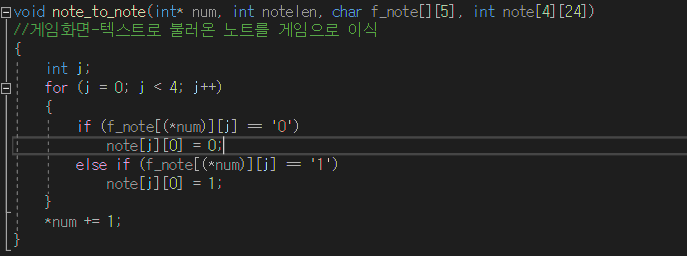 void note_to_note(int* num, int notelen, char f_note[][5], int note[4][24])
//게임화면-텍스트로 불러온 노트를 게임으로 이식
{
int j;
for (j = 0; j < 4; j++)
{
if (f_note[(*num)][j] == '0')
note[j][0] = 0;
else if (f_note[(*num)][j] == '1')
note[j][0] = 1;
}
*num += 1;
}